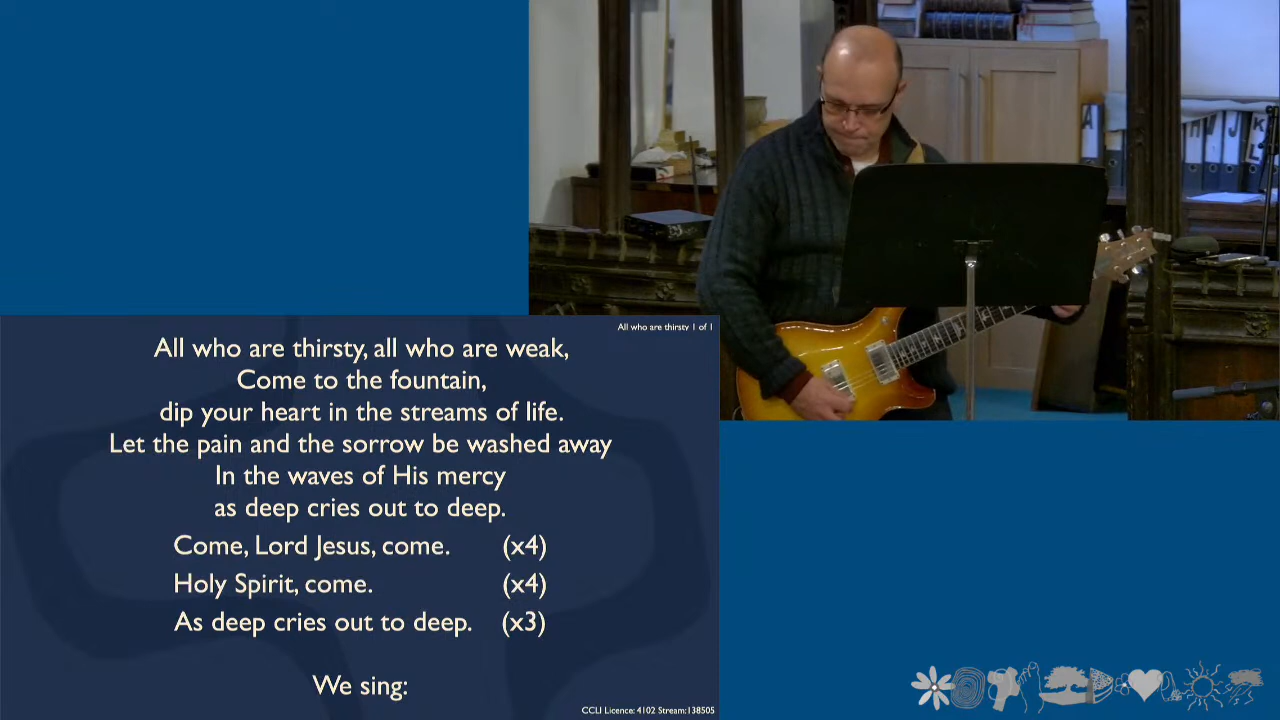 All who are thirsty 1 of 1
All who are thirsty, all who are weak,
Come to the fountain,
dip your heart in the streams of life.
Let the pain and the sorrow be washed away
In the waves of His mercy
as deep cries out to deep.
Come, Lord Jesus, come. (x4)
Holy Spirit, come. (x4)
As deep cries out to deep. (x3)
We sing:
CCLI Licence: 4102 Stream:138505
A
H
J
K
L